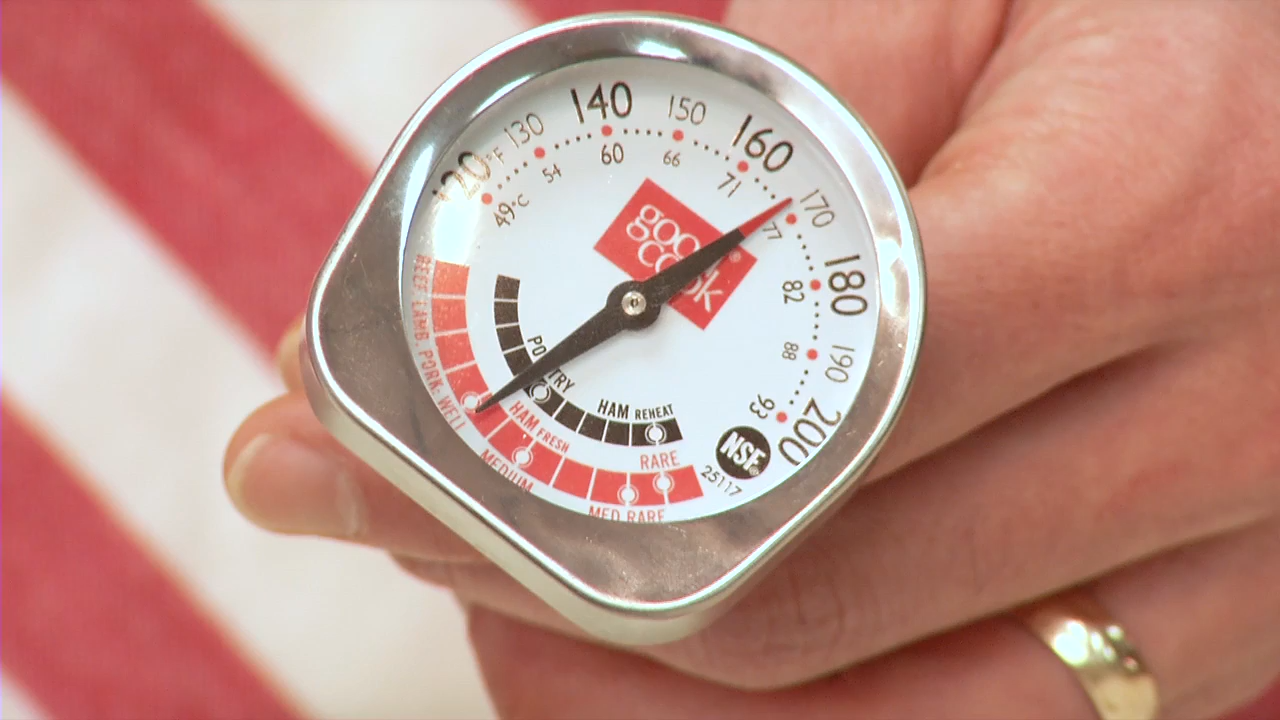 120 °F 130 140 150 160 170 180 190 200
49°C 54 60 66 71 77 82 88 93
good
cook
BEEF LAMB PORK: WELL
POULTRY
HAM REHEAT
HAM FRESH
RARE
MEDIUM
MED RARE
NSF®
25117